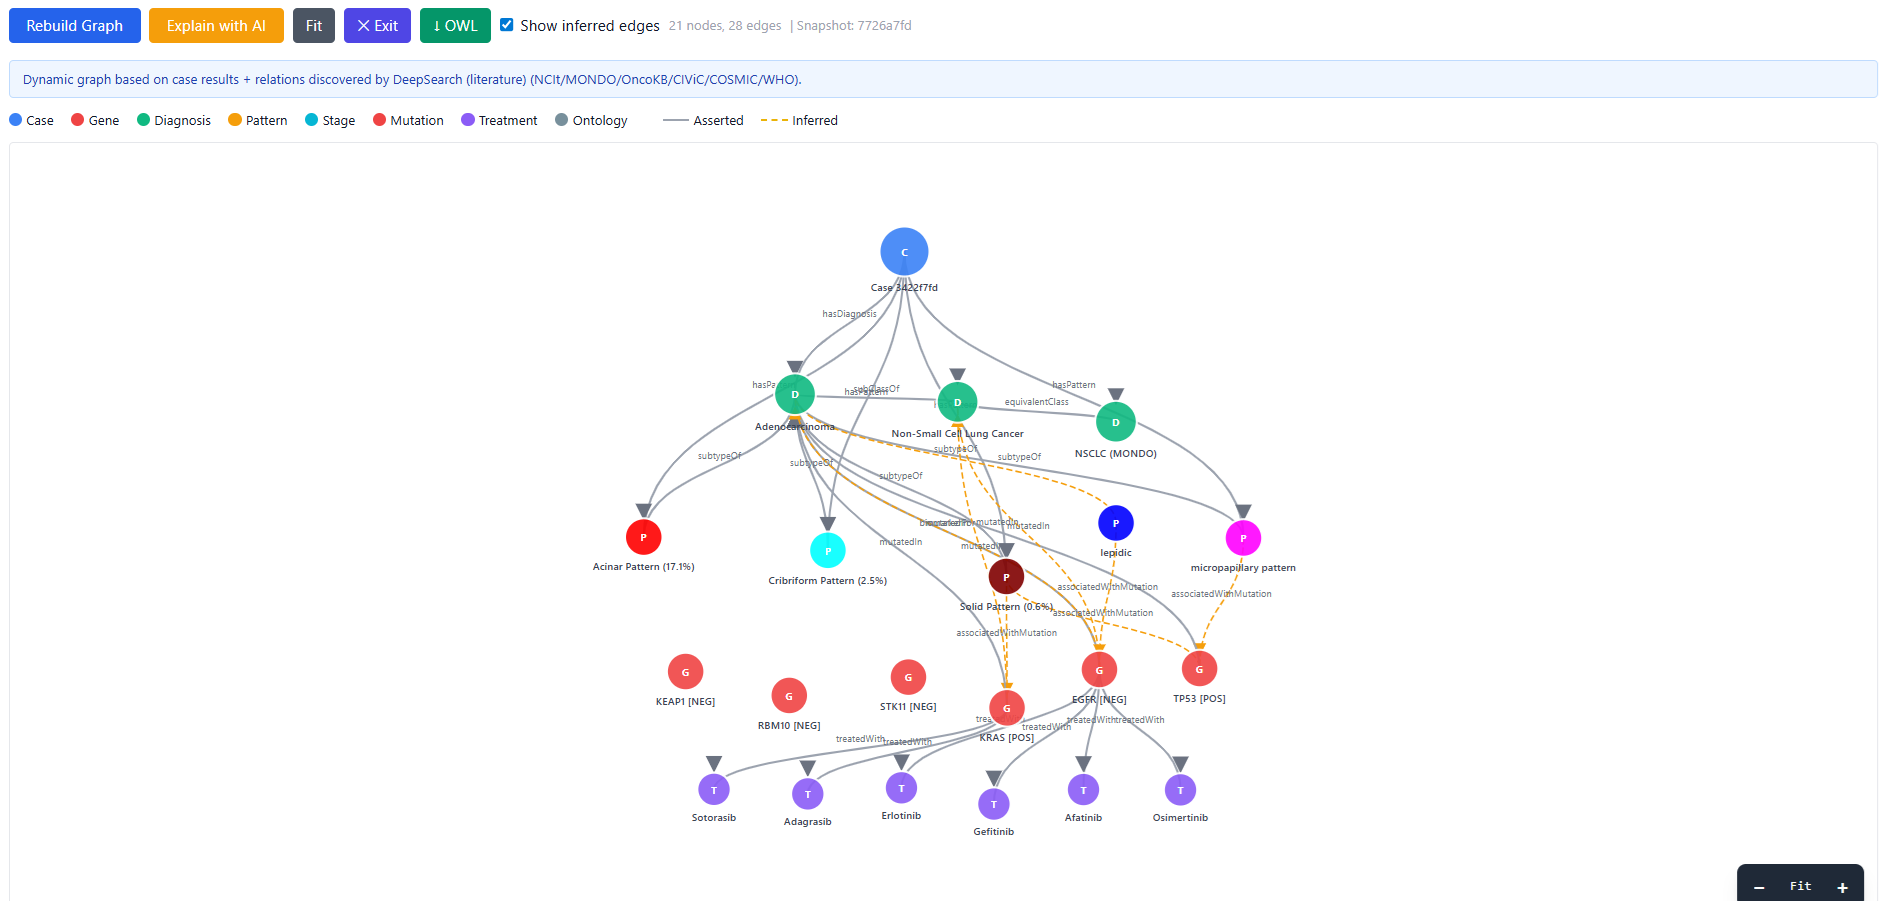 Rebuild Graph
Explain with AI
Fit
✕ Exit
↓ OWL
Show inferred edges
21 nodes, 28 edges | Snapshot: 7726a7fd
Dynamic graph based on case results + relations discovered by DeepSearch (literature) (NCIt/MONDO/OncoKB/CIViC/COSMIC/WHO).
Case
Gene
Diagnosis
Pattern
Stage
Mutation
Treatment
Ontology
Asserted
Inferred
C
Case 3422f7fd
hasDiagnosis
hasPattern
subClassOf
equivalentClass
D
Adenocarcinoma
D
Non-Small Cell Lung Cancer
D
NSCLC (MONDO)
subtypeOf
subtypeOf
subtypeOf
subtypeOf
subtypeOf
P
Acinar Pattern (17.1%)
P
Cribriform Pattern (2.5%)
P
Solid Pattern (0.6%)
P
lepidic
P
micropapillary pattern
mutatedIn
mutatedIn
mutatedIn
associatedWithMutation
associatedWithMutation
associatedWithMutation
associatedWithMutation
G
KEAP1 [NEG]
G
RBM10 [NEG]
G
STK11 [NEG]
G
KRAS [POS]
G
EGFR [NEG]
G
TP53 [POS]
treatedWith
treatedWith
treatedWith
treatedWith
treatedWith
T
Sotorasib
T
Adagrasib
T
Erlotinib
T
Gefitinib
T
Afatinib
T
Osimertinib
− Fit +